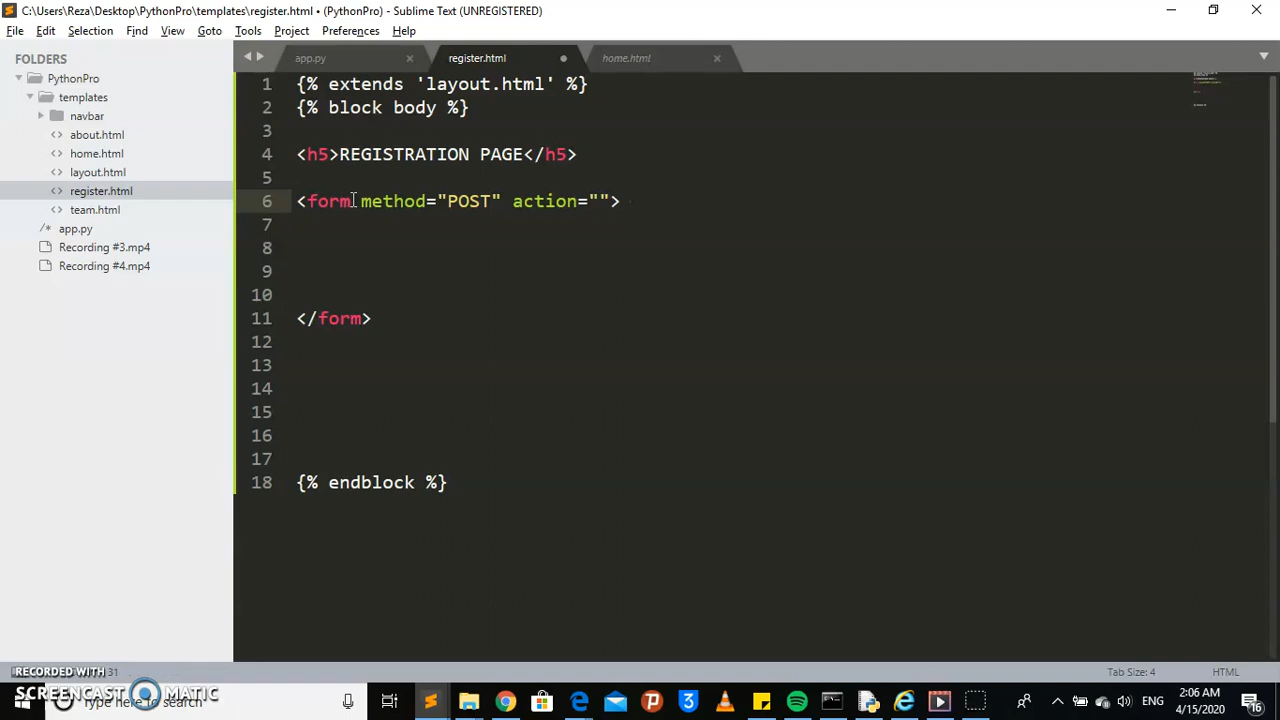 C:\Users\Reza\Desktop\PythonPro\templates\register.html • (PythonPro) - Sublime Text (UNREGISTERED)
File Edit Selection Find View Goto Tools Project Preferences Help
FOLDERS
PythonPro
templates
navbar
about.html
home.html
layout.html
register.html
team.html
/* app.py
Recording #3.mp4
Recording #4.mp4
app.py register.html home.html
1 {% extends 'layout.html' %}
2 {% block body %}
3
4 <h5>REGISTRATION PAGE</h5>
5
6 <form method="POST" action="">
7
8
9
10
11 </form>
12
13
14
15
16
17
18 {% endblock %}
31
Tab Size: 4 HTML
RECORDED WITH
SCREENCAST MATIC
Type here to search
ENG
2:06 AM
4/15/2020
16